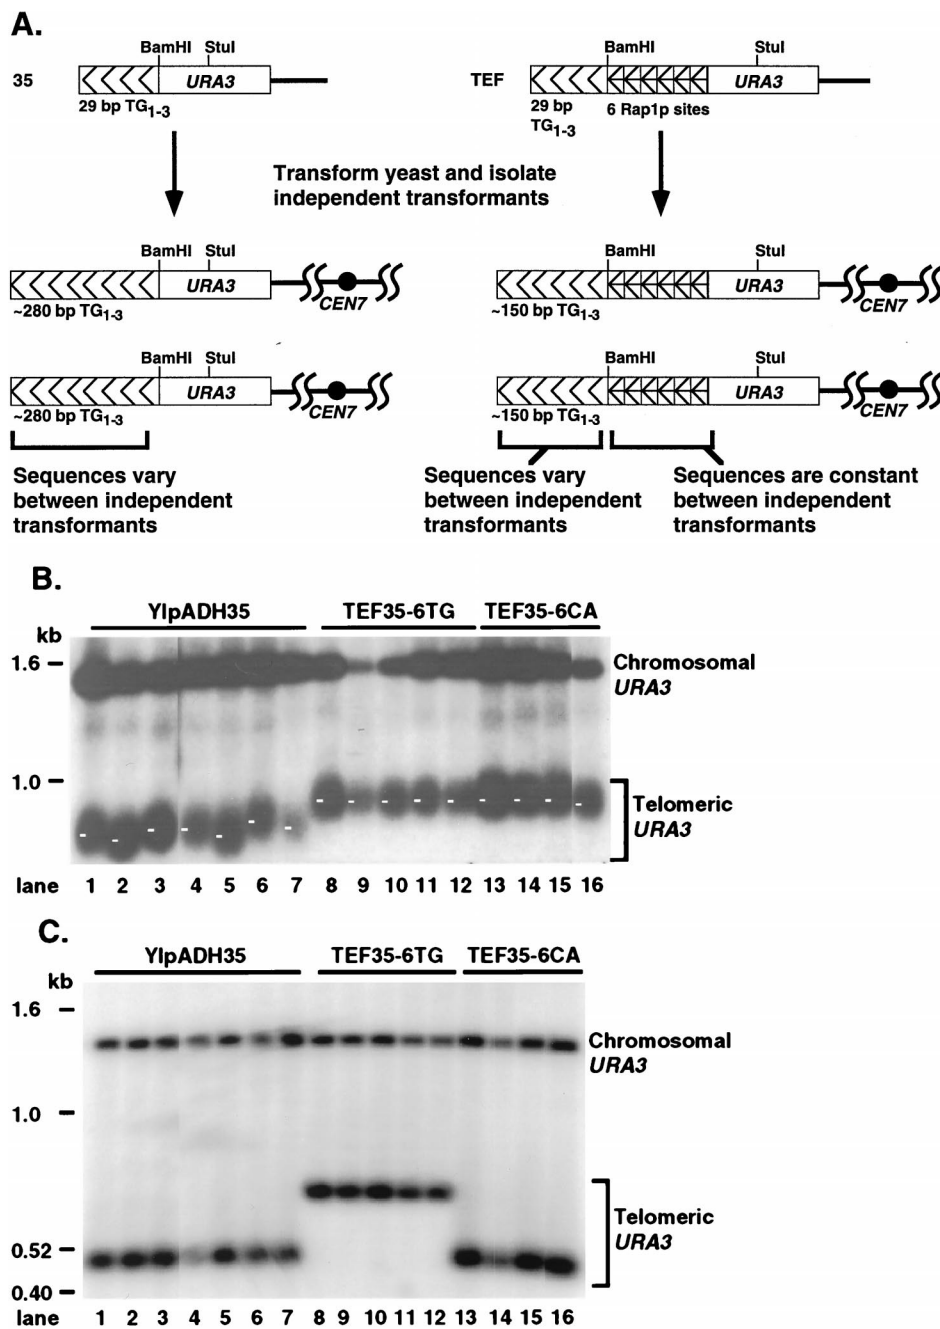 A.
BamHI StuI
35 URA3
29 bp TG1-3
BamHI StuI
TEF URA3
29 bp TG1-3
6 Rap1p sites
Transform yeast and isolate
independent transformants
BamHI StuI
URA3
~280 bp TG1-3
CEN7
BamHI StuI
URA3
~150 bp TG1-3
CEN7
BamHI StuI
URA3
~280 bp TG1-3
CEN7
BamHI StuI
URA3
~150 bp TG1-3
CEN7
Sequences vary
between independent
transformants
Sequences vary
between independent
transformants
Sequences are constant
between independent
transformants
B.
YIpADH35 TEF35-6TG TEF35-6CA
kb
1.6
Chromosomal
URA3
1.0
Telomeric
URA3
lane 1 2 3 4 5 6 7 8 9 10 11 12 13 14 15 16
C.
YIpADH35 TEF35-6TG TEF35-6CA
kb
1.6
Chromosomal
URA3
1.0
Telomeric
URA3
0.52
0.40
lane 1 2 3 4 5 6 7 8 9 10 11 12 13 14 15 16